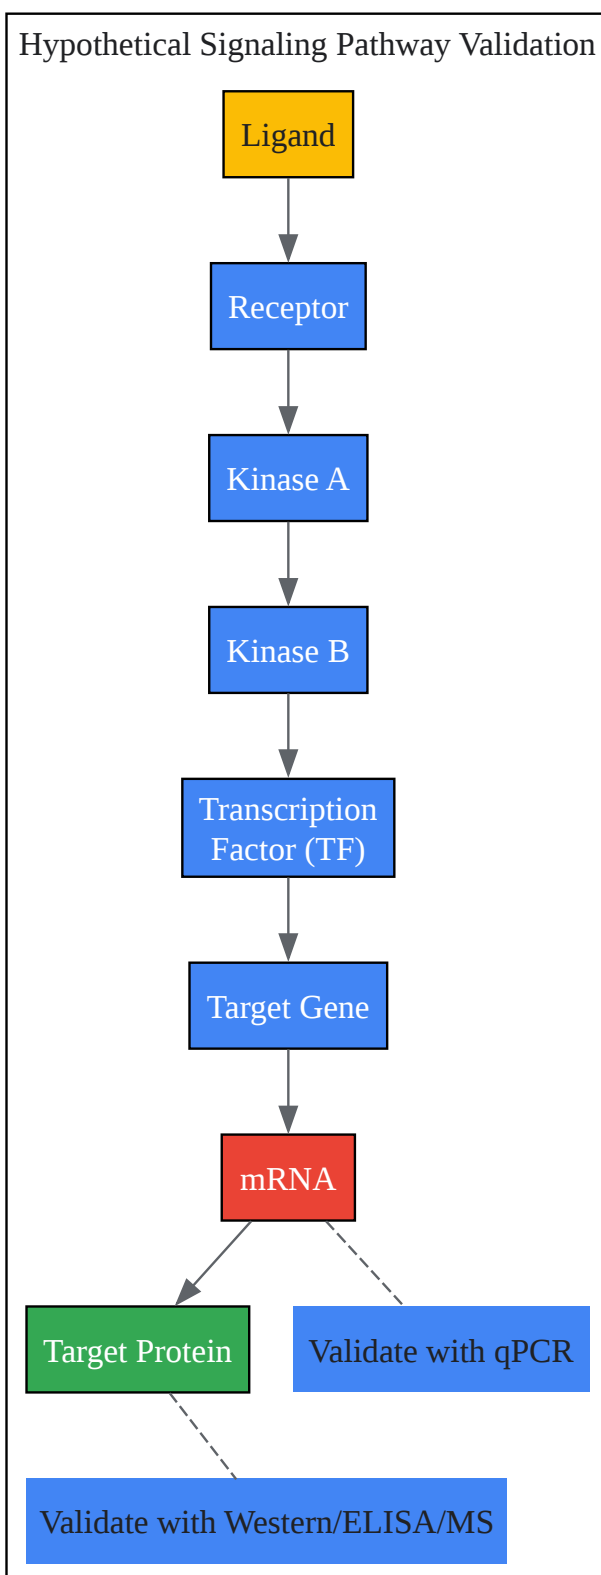 Hypothetical Signaling Pathway Validation
Ligand
Receptor
Kinase A
Kinase B
Transcription
Factor (TF)
Target Gene
mRNA
Target Protein
Validate with qPCR
Validate with Western/ELISA/MS